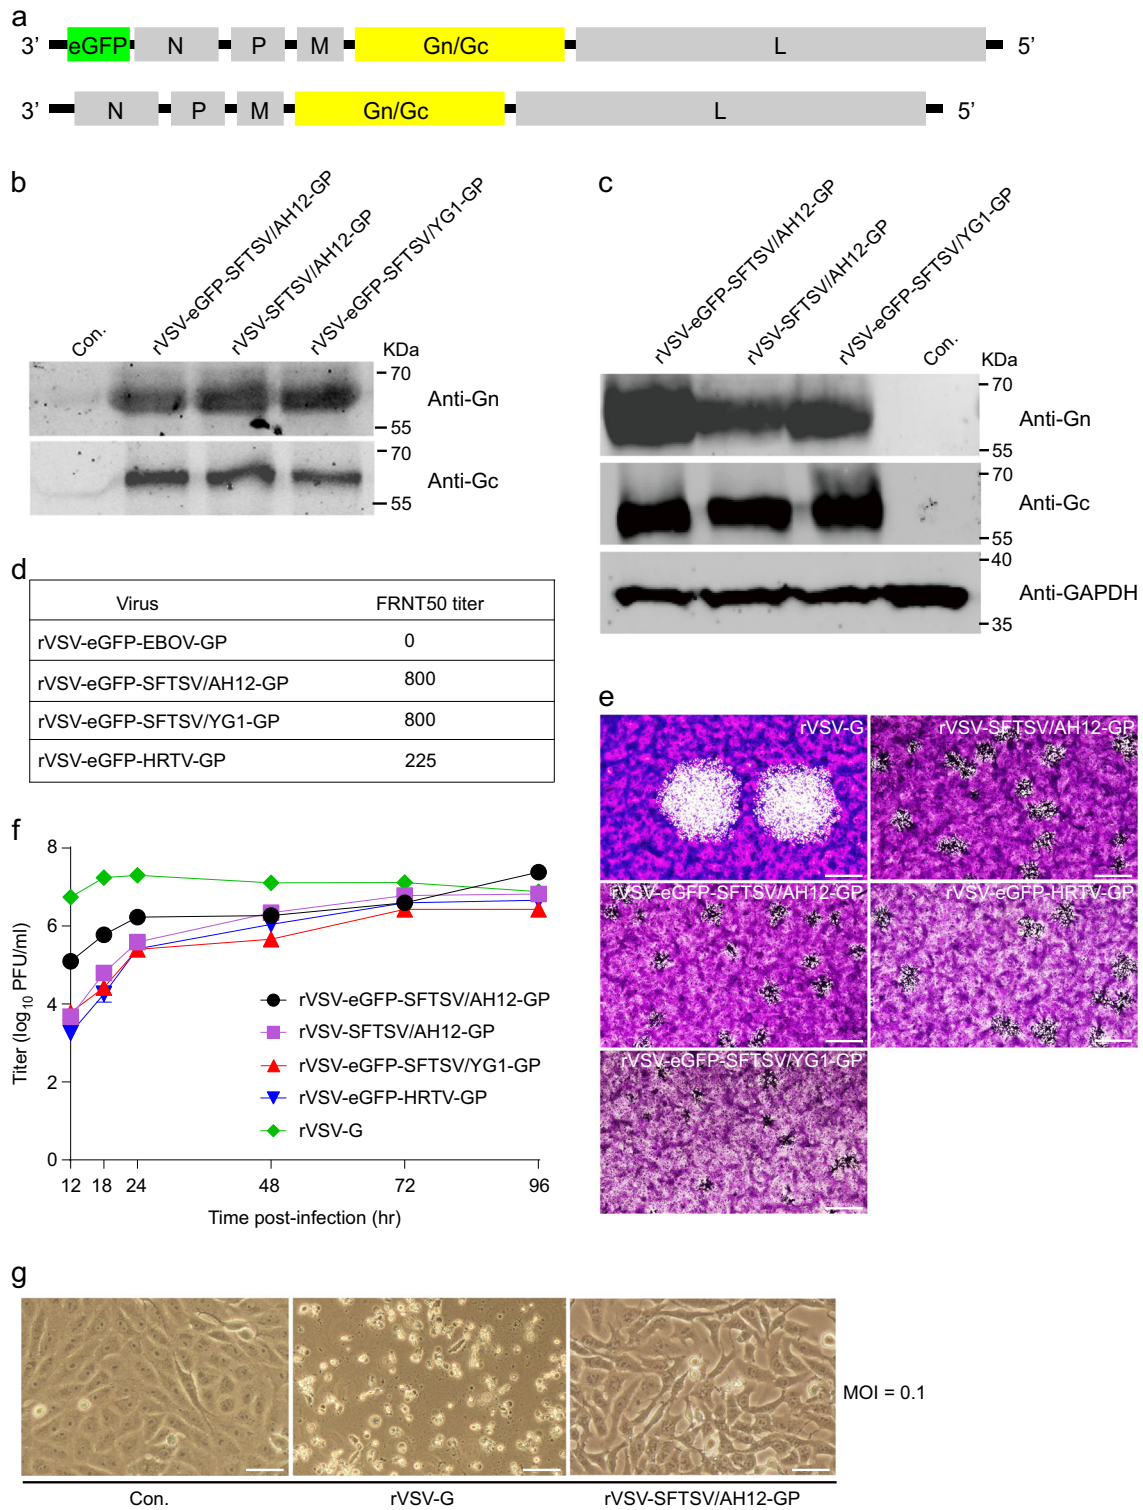 a
3’ eGFP N P M Gn/Gc L 5’
3’ N P M Gn/Gc L 5’
b
Con. rVSV-eGFP-SFTSV/AH12-GP rVSV-SFTSV/AH12-GP rVSV-eGFP-SFTSV/YG1-GP
KDa
70
Anti-Gn
55
70
Anti-Gc
55
c
rVSV-eGFP-SFTSV/AH12-GP rVSV-SFTSV/AH12-GP rVSV-eGFP-SFTSV/YG1-GP Con.
KDa
70
Anti-Gn
55
70
Anti-Gc
55
40
Anti-GAPDH
35
d
Virus FRNT50 titer
rVSV-eGFP-EBOV-GP 0
rVSV-eGFP-SFTSV/AH12-GP 800
rVSV-eGFP-SFTSV/YG1-GP 800
rVSV-eGFP-HRTV-GP 225
e
rVSV-G
rVSV-SFTSV/AH12-GP
rVSV-eGFP-SFTSV/AH12-GP
rVSV-eGFP-HRTV-GP
rVSV-eGFP-SFTSV/YG1-GP
f
Titer (log10 PFU/ml)
8
6
4
2
0
rVSV-eGFP-SFTSV/AH12-GP
rVSV-SFTSV/AH12-GP
rVSV-eGFP-SFTSV/YG1-GP
rVSV-eGFP-HRTV-GP
rVSV-G
12 18 24 48 72 96
Time post-infection (hr)
g
MOI = 0.1
Con. rVSV-G rVSV-SFTSV/AH12-GP